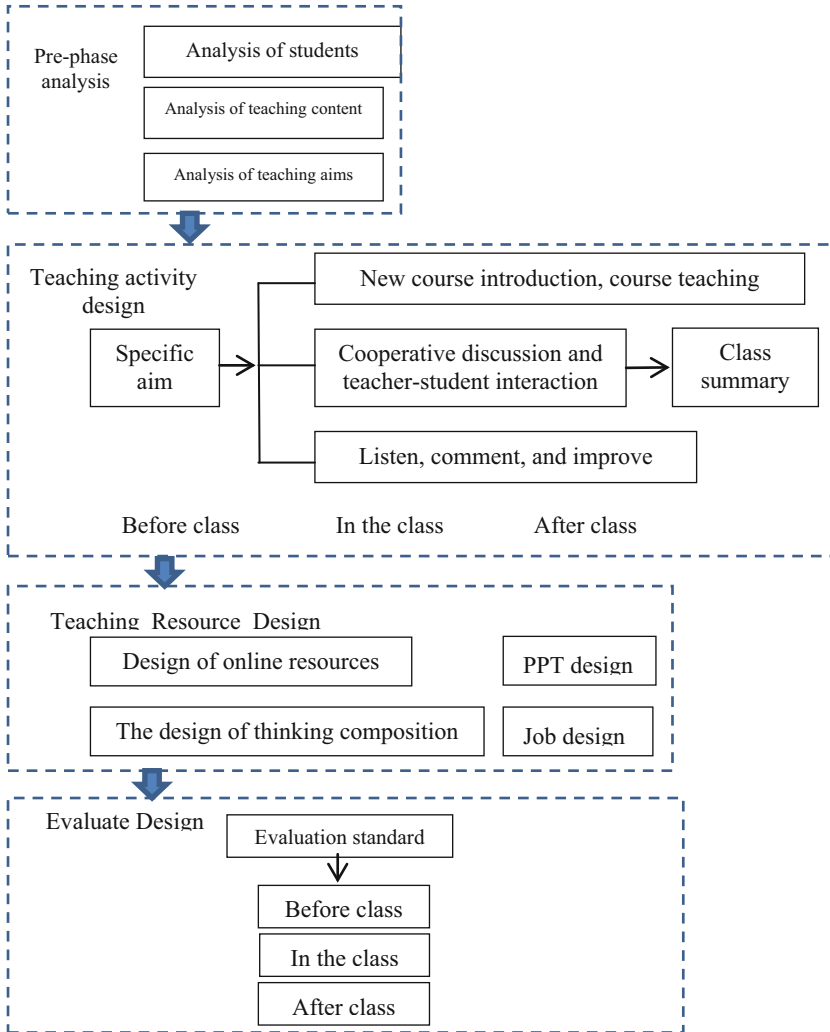 Pre-phase
analysis
Analysis of students
Analysis of teaching content
Analysis of teaching aims
Teaching activity
design
New course introduction, course teaching
Specific
aim
Cooperative discussion and
teacher-student interaction
Class
summary
Listen, comment, and improve
Before class
In the class
After class
Teaching Resource Design
Design of online resources
PPT design
The design of thinking composition
Job design
Evaluate Design
Evaluation standard
Before class
In the class
After class